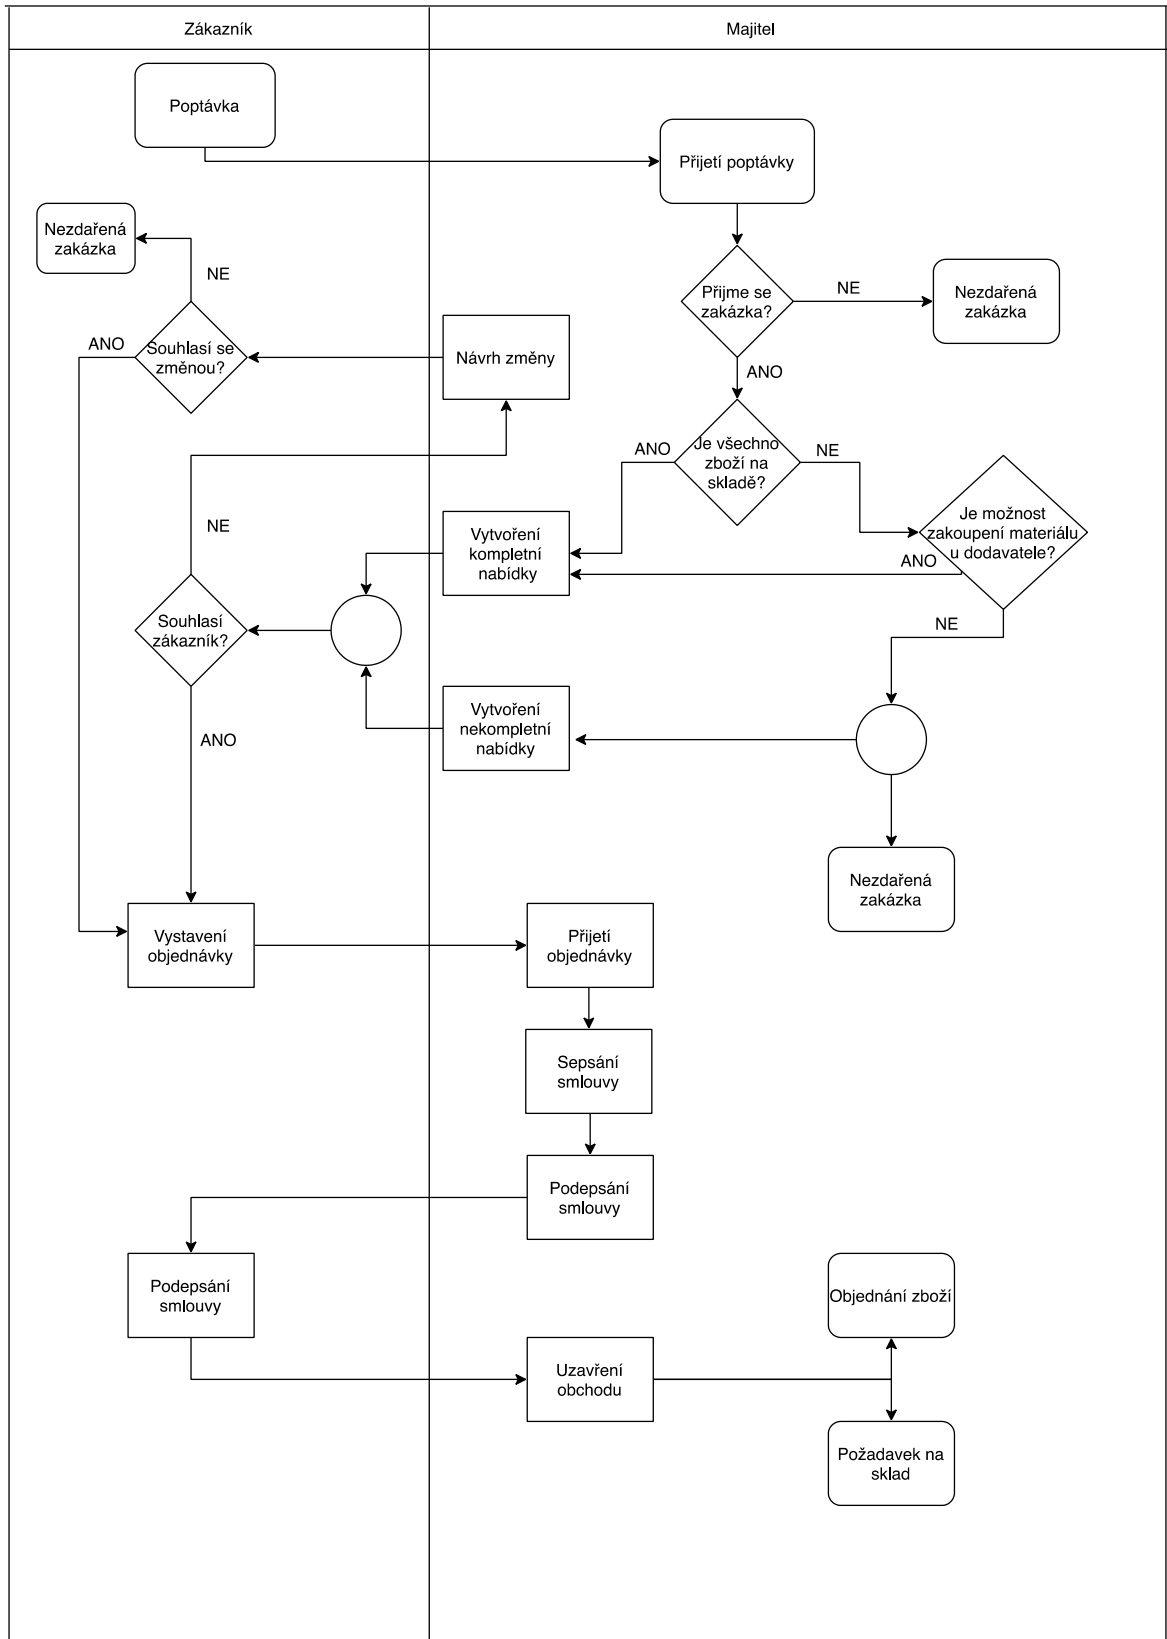 Zákazník
Majitel
Poptávka
Přijetí poptávky
Nezdařená
zakázka
NE
Přijme se
zakázka?
NE
Nezdařená
zakázka
ANO
Souhlasí se
změnou?
Návrh změny
ANO
ANO
Je všechno
zboží na
skladě?
NE
Je možnost
zakoupení materiálu
u dodavatele?
NE
Vytvoření
kompletní
nabídky
ANO
Souhlasí
zákazník?
NE
Vytvoření
nekompletní
nabídky
ANO
Nezdařená
zakázka
Vystavení
objednávky
Přijetí
objednávky
Sepsání
smlouvy
Podepsání
smlouvy
Podepsání
smlouvy
Objednání zboží
Uzavření
obchodu
Požadavek na
sklad